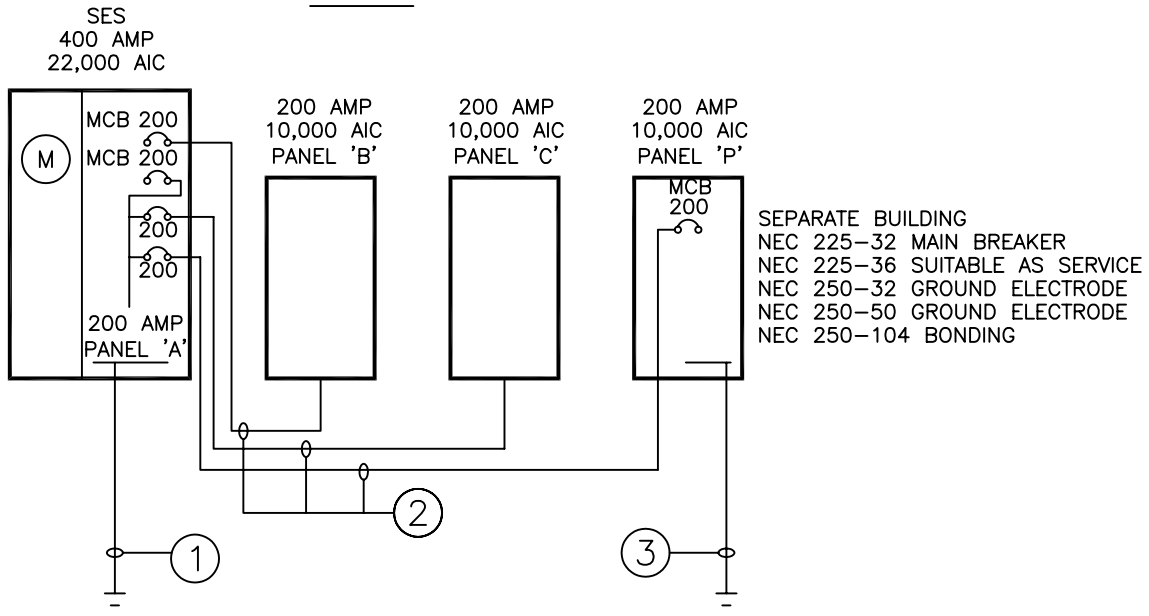 SES
400 AMP
22,000 AIC
MCB 200
M
MCB 200
200
200
200 AMP
PANEL 'A'
200 AMP
10,000 AIC
PANEL 'B'
200 AMP
10,000 AIC
PANEL 'C'
200 AMP
10,000 AIC
PANEL 'P'
MCB
200
SEPARATE BUILDING
NEC 225-32 MAIN BREAKER
NEC 225-36 SUITABLE AS SERVICE
NEC 250-32 GROUND ELECTRODE
NEC 250-50 GROUND ELECTRODE
NEC 250-104 BONDING
2
1
3